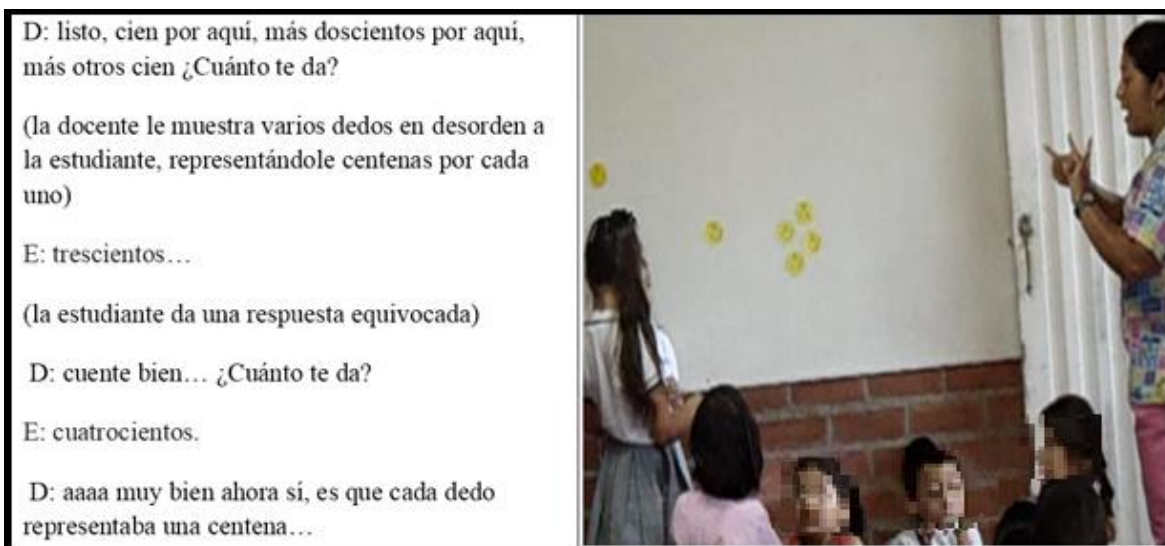 D: listo, cien por aquí, más doscientos por aquí,
más otros cien ¿Cuánto te da?
(la docente le muestra varios dedos en desorden a
la estudiante, representándole centenas por cada
uno)
E: trescientos…
(la estudiante da una respuesta equivocada)
D: cuente bien… ¿Cuánto te da?
E: cuatrocientos.
D: aaaa muy bien ahora sí, es que cada dedo
representaba una centena…